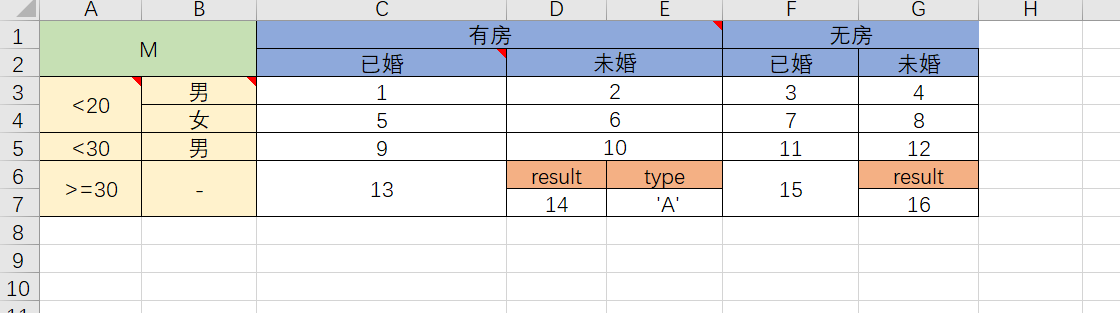 A B C D E F G H
1 有房 无房
M
2 已婚 未婚 已婚 未婚
3 <20 男 1 2 3 4
4 女 5 6 7 8
5 <30 男 9 10 11 12
6 >=30 - 13 result type 15 result
7 14 'A' 16
8
9
10
11